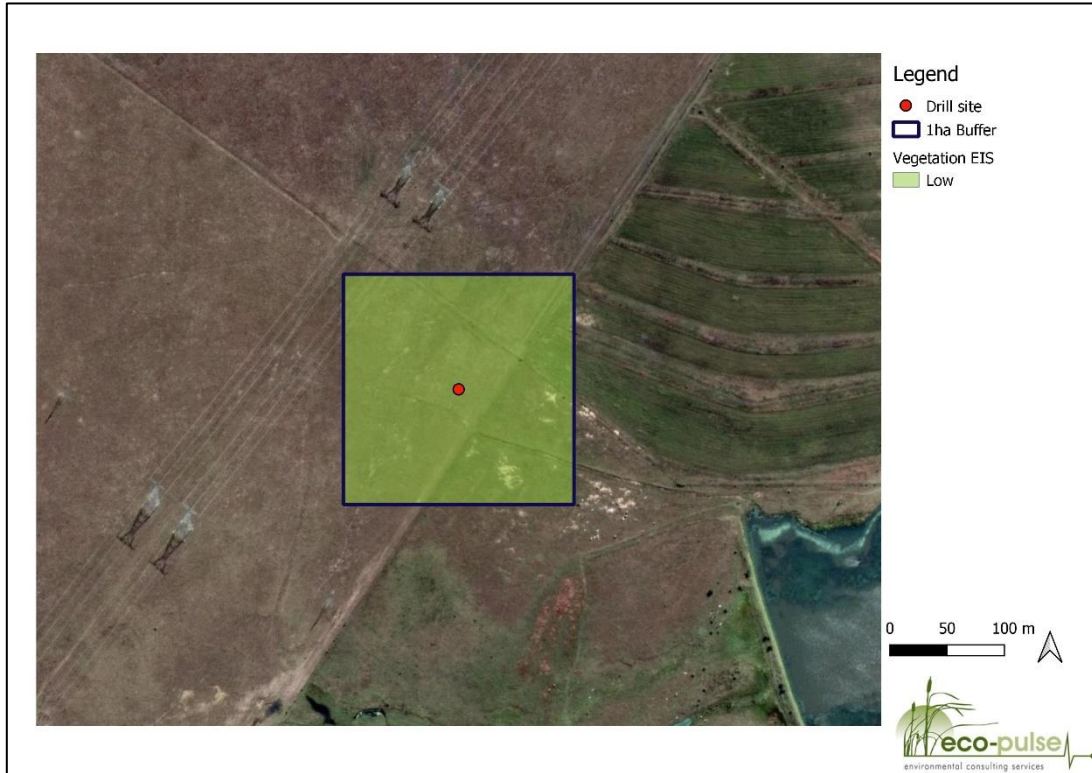 Legend
Drill site
1ha Buffer
Vegetation EIS
Low
0 50 100 m
eco-pulse
environmental consulting services